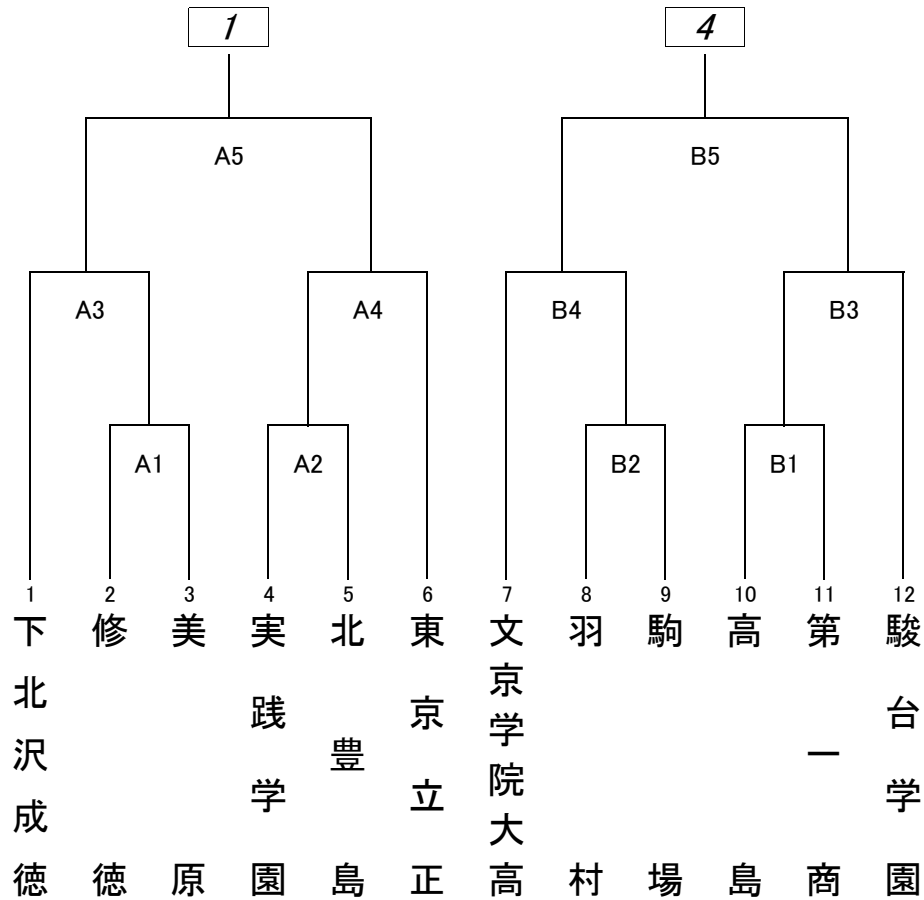 1
4
A5
B5
A3
A4
B4
B3
A1
A2
B2
B1
1
2
3
4
5
6
7
8
9
10
11
12
下北沢成徳
修徳
美原
実践学園
北豊島
東京立正
文京学院大高
羽村
駒場
高島
第一商
駿台学園